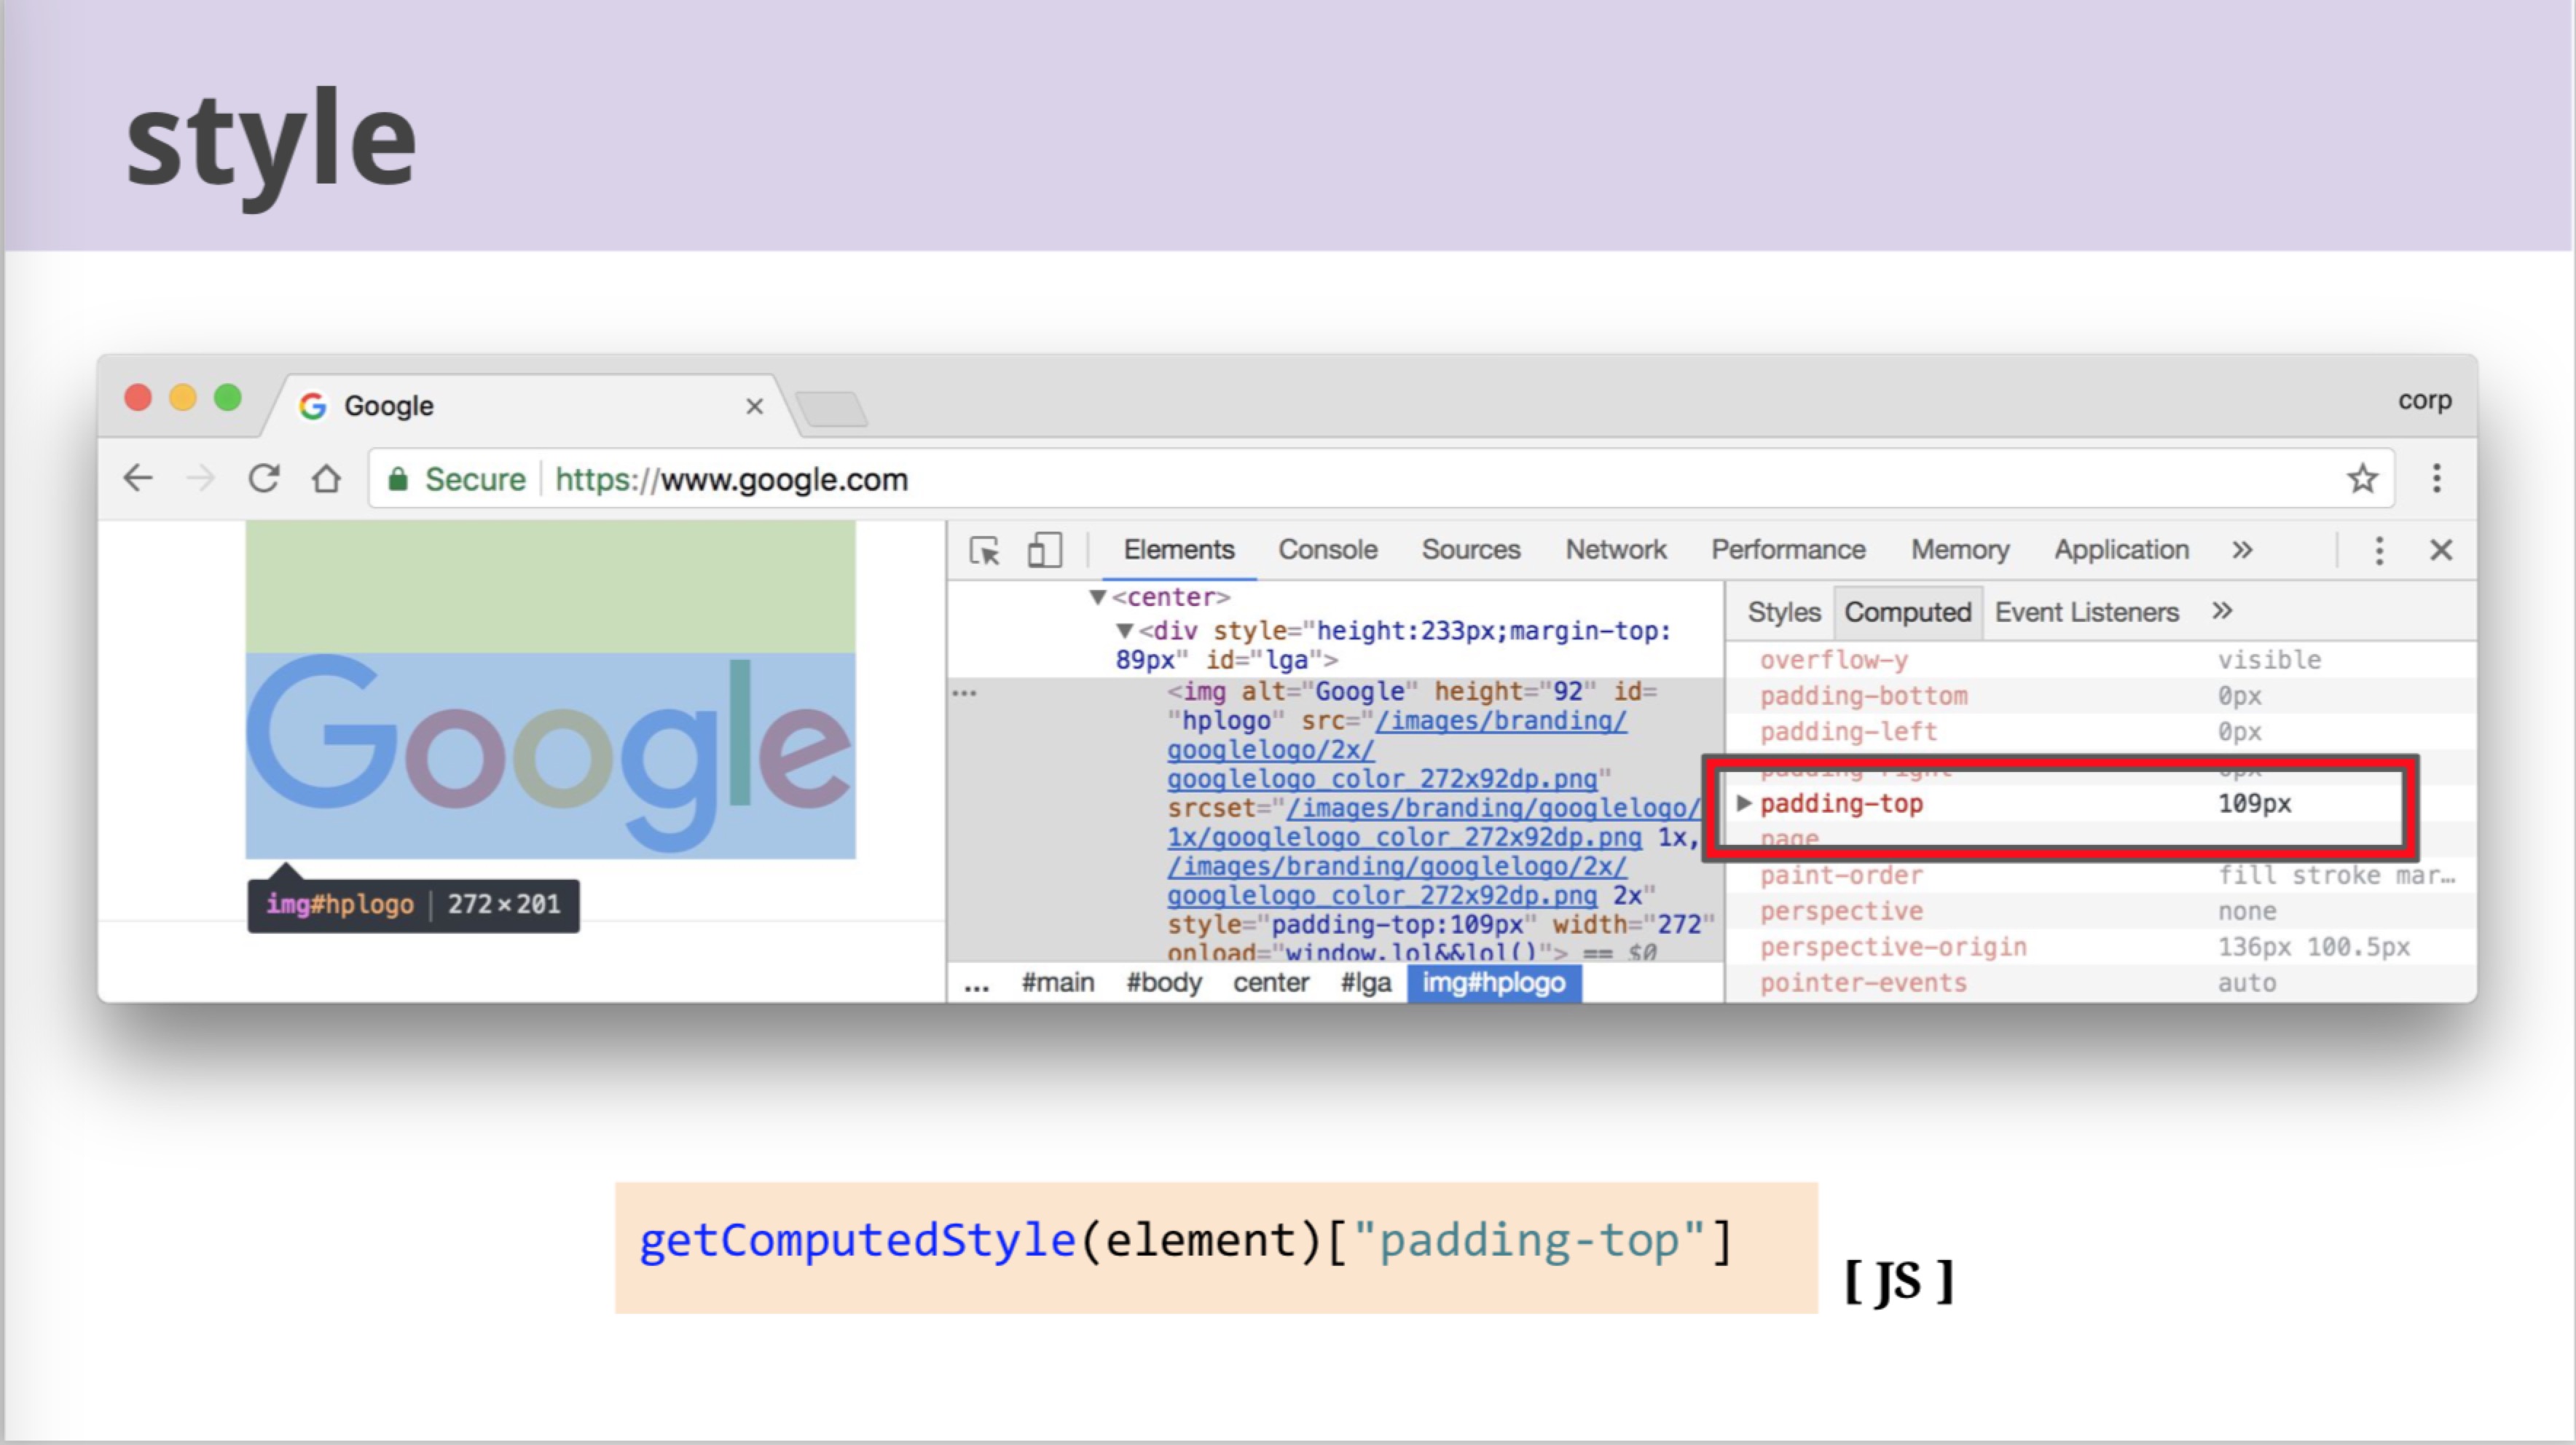 style
Google
corp
Secure https://www.google.com
Google
img#hplogo 272×201
Elements Console Sources Network Performance Memory Application »
<center>
<div style="height:233px;margin-top:
89px" id="lga">
... <img alt="Google" height="92" id=
"hplogo" src="/images/branding/
googlelogo/2x/
googlelogo_color_272x92dp.png"
srcset="/images/branding/googlelogo/
1x/googlelogo_color_272x92dp.png 1x,
/images/branding/googlelogo/2x/
googlelogo_color_272x92dp.png 2x"
style="padding-top:109px" width="272"
onload="window.lol&&lol()"> == $0
... #main #body center #lga img#hplogo
Styles Computed Event Listeners »
overflow-y visible
padding-bottom 0px
padding-left 0px
padding-right 0px
padding-top 109px
page
paint-order fill stroke mar...
perspective none
perspective-origin 136px 100.5px
pointer-events auto
getComputedStyle(element)["padding-top"]
[ JS ]